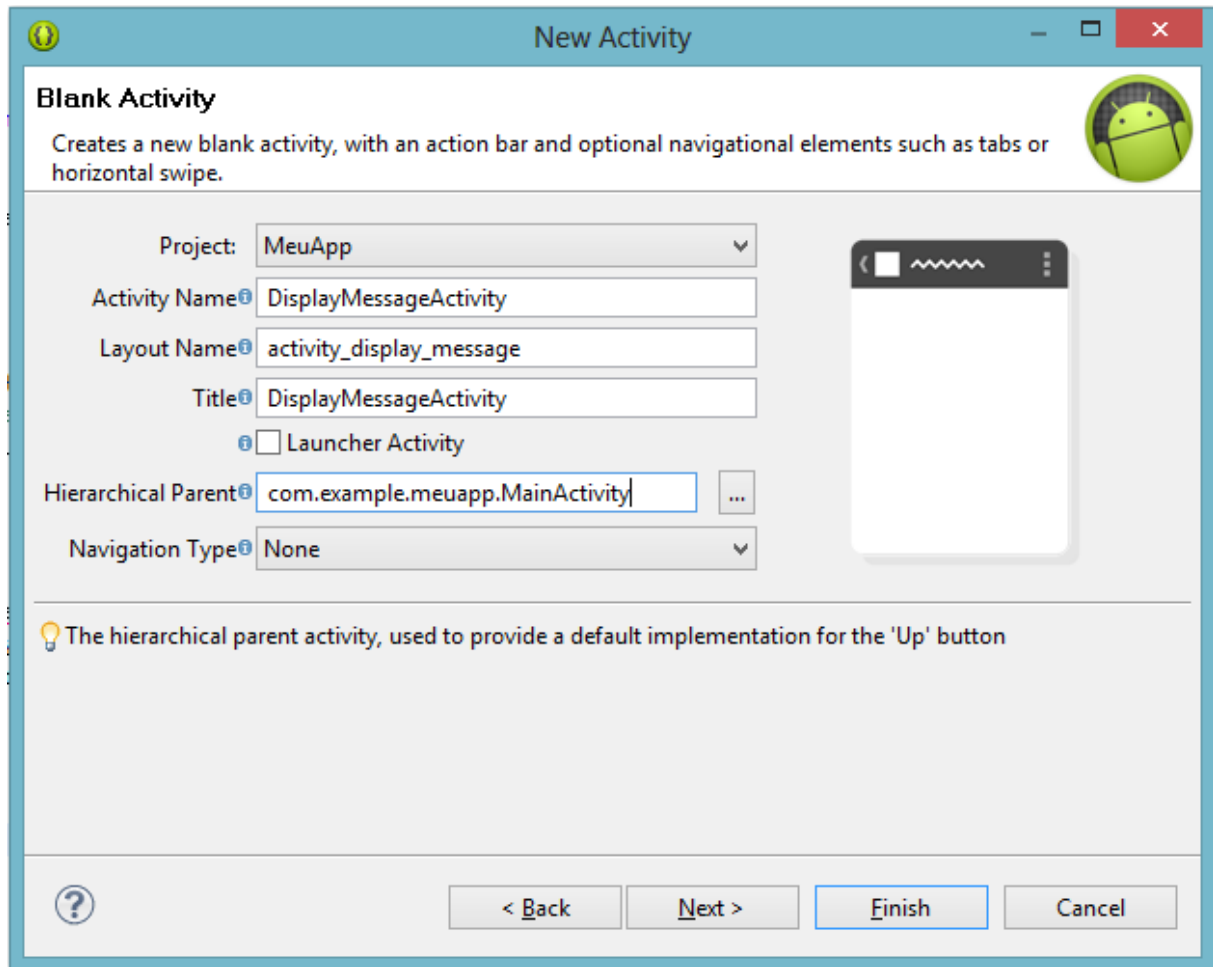 New Activity
Blank Activity
Creates a new blank activity, with an action bar and optional navigational elements such as tabs or
horizontal swipe.
Project: MeuApp
Activity Name DisplayMessageActivity
Layout Name activity_display_message
Title DisplayMessageActivity
Launcher Activity
Hierarchical Parent com.example.meuapp.MainActivity ...
Navigation Type None
The hierarchical parent activity, used to provide a default implementation for the 'Up' button
? < Back Next > Finish Cancel